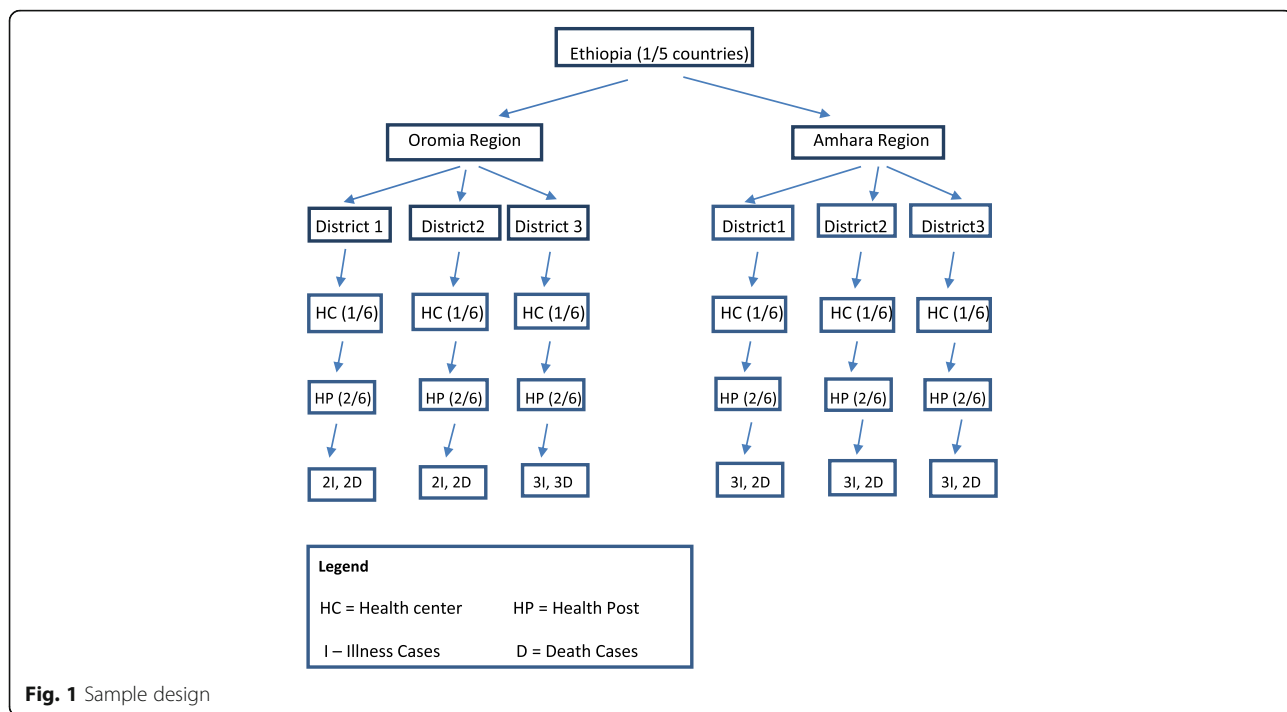 Ethiopia (1/5 countries)
Oromia Region Amhara Region
District 1 District2 District 3 District1 District2 District3
HC (1/6) HC (1/6) HC (1/6) HC (1/6) HC (1/6) HC (1/6)
HP (2/6) HP (2/6) HP (2/6) HP (2/6) HP (2/6) HP (2/6)
2I, 2D 2I, 2D 3I, 3D 3I, 2D 3I, 2D 3I, 2D
Legend
HC = Health center HP = Health Post
I – Illness Cases D = Death Cases
Fig. 1 Sample design